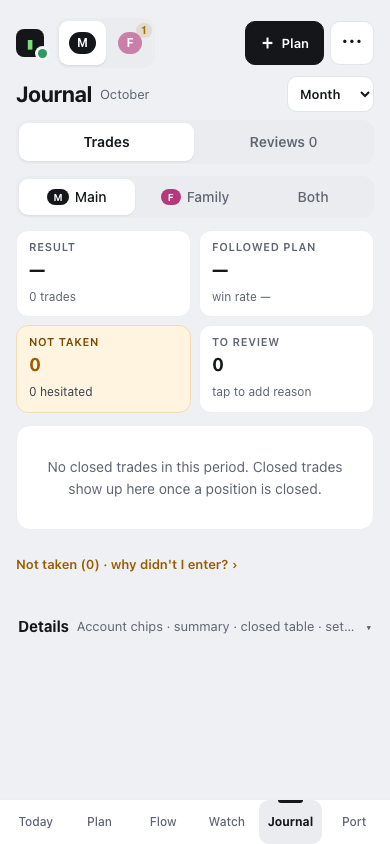 M F 1 + Plan ···
Journal October Month
Trades Reviews 0
M Main F Family Both
RESULT
—
0 trades
FOLLOWED PLAN
—
win rate —
NOT TAKEN
0
0 hesitated
TO REVIEW
0
tap to add reason
No closed trades in this period. Closed trades
show up here once a position is closed.
Not taken (0) · why didn't I enter? ›
Details Account chips · summary · closed table · set... ▾
Today Plan Flow Watch Journal Port